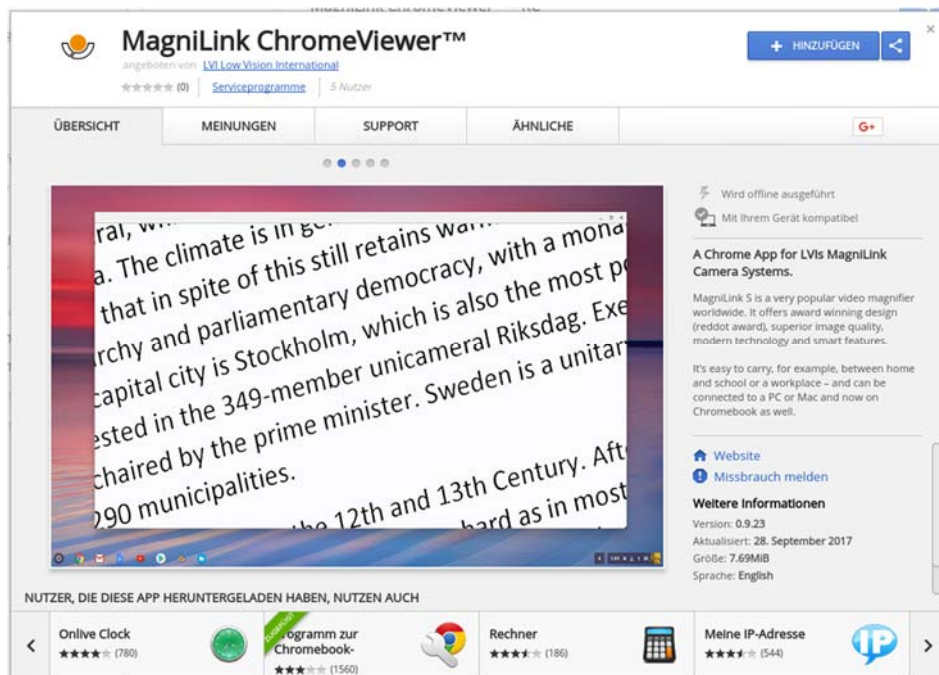 MagniLink ChromeViewer™
HINZUFÜGEN
angeboten von LVI Low Vision International
(0) Serviceprogramme 5 Nutzer
ÜBERSICHT MEINUNGEN SUPPORT ÄHNLICHE G+
Wird offline ausgeführt
Mit Ihrem Gerät kompatibel
A Chrome App for LVIs MagniLink
Camera Systems.
MagniLink S is a very popular video magnifier
worldwide. It offers award winning design
(reddot award), superior image quality,
modern technology and smart features.
It's easy to carry, for example, between home
and school or a workplace – and can be
connected to a PC or Mac and now on
Chromebook as well.
Website
Missbrauch melden
Weitere Informationen
Version: 0.9.23
Aktualisiert: 28. September 2017
Größe: 7.69MiB
Sprache: English
a. The climate is in
that in spite of this still retains with a mona
rchy and parliamentary democracy, with a
capital city is Stockholm, which is also the most po
ested in the 349-member unicameral Riksdag. Exe
chaired by the prime minister. Sweden is a unitar
290 municipalities.
the 12th and 13th Century. Aft
hard as in most
NUTZER, DIE DIESE APP HERUNTERGELADEN HABEN, NUTZEN AUCH
Onlive Clock
(780)
ZUGEFÜGT
Programm zur
Chromebook-
(1560)
Rechner
(186)
Meine IP-Adresse
(544)
IP